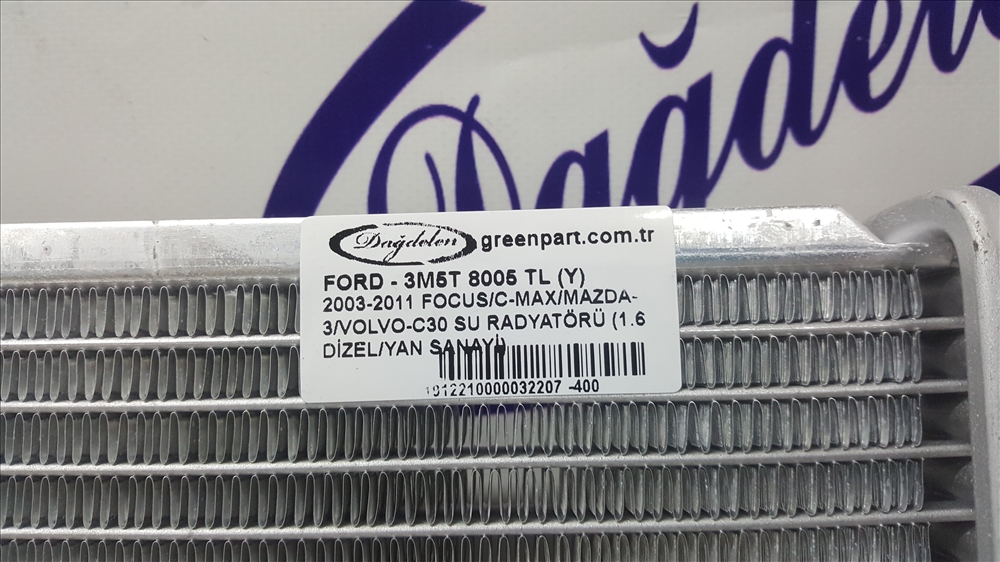 Dağdelen
Dağdelen greenpart.com.tr
FORD - 3M5T 8005 TL (Y)
2003-2011 FOCUS/C-MAX/MAZDA-
3/VOLVO-C30 SU RADYATÖRÜ (1.6
DİZEL/YAN SANAYİ)
1912210000032207 -400